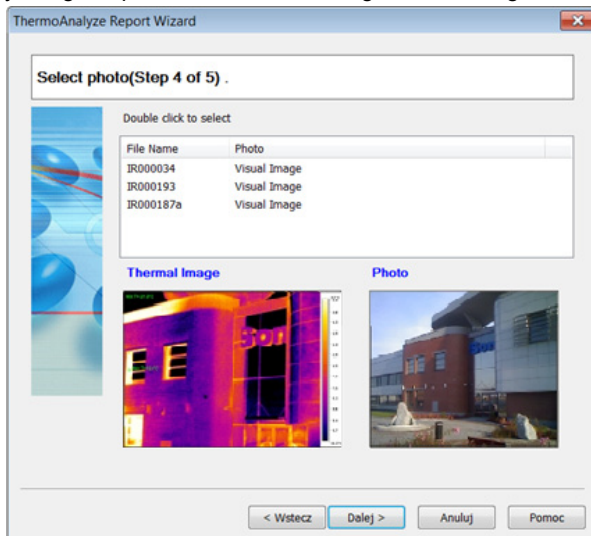 ThermoAnalyze Report Wizard
Select photo(Step 4 of 5) .
Double click to select
File Name Photo
IR000034 Visual Image
IR000193 Visual Image
IR000187a Visual Image
Thermal Image Photo
Son
< Wstecz Dalej > Anuluj Pomoc